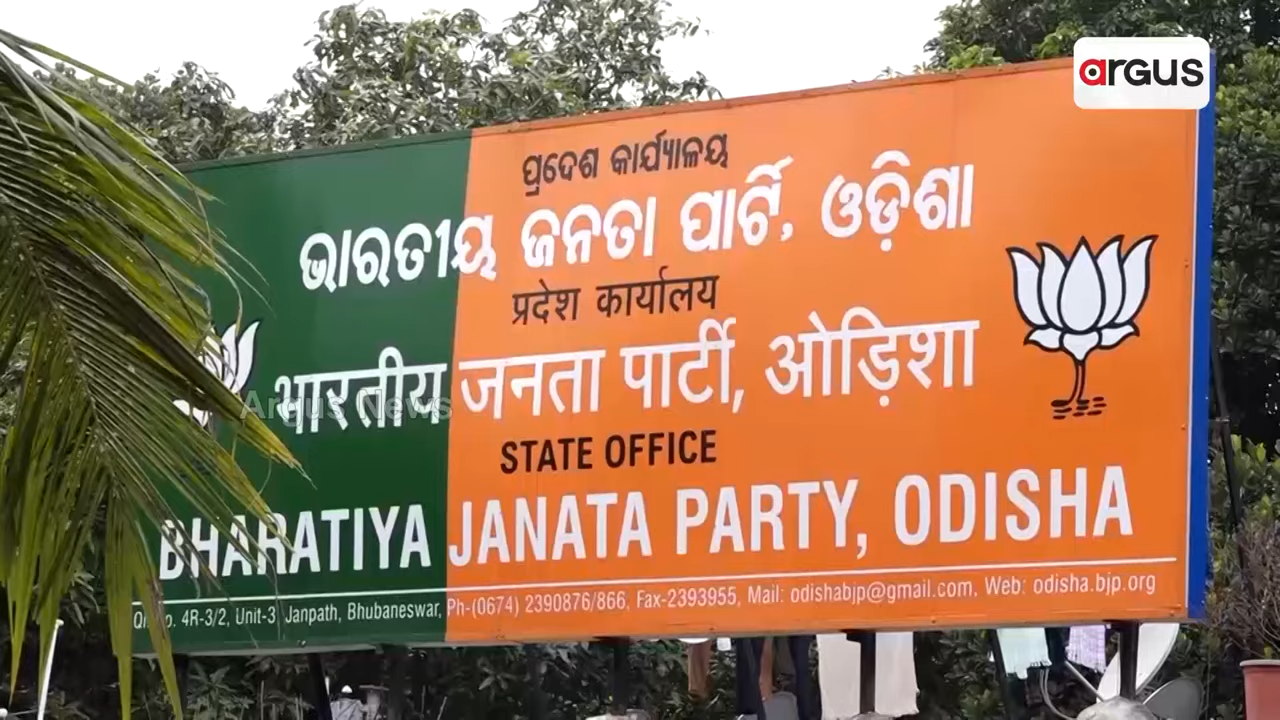 argus
ପ୍ରଦେଶ କାର୍ଯ୍ୟାଳୟ
ଭାରତୀୟ ଜନତା ପାର୍ଟି, ଓଡ଼ିଶା
प्रदेश कार्यालय
भारतीय जनता पार्टी, ओड़िशा
Argus News
STATE OFFICE
BHARATIYA JANATA PARTY, ODISHA
4R-3/2, Unit-3 Janpath, Bhubaneswar, Ph-(0674) 2390876/866, Fax-2393955, Mail: odishabjp@gmail.com, Web: odisha.bjp.org